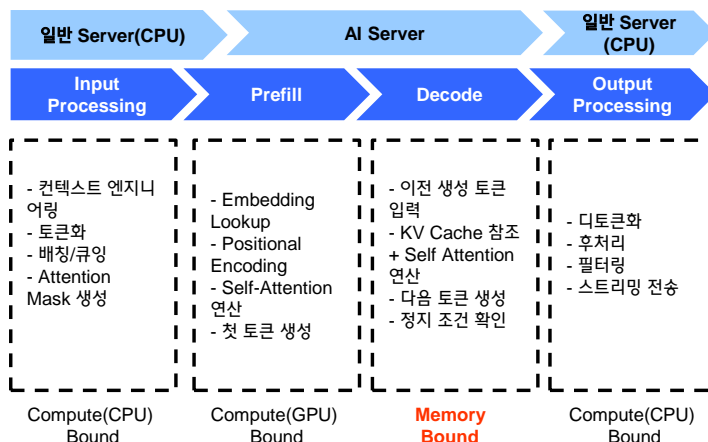 일반 Server(CPU)
AI Server
일반 Server
(CPU)
Input
Processing
Prefill
Decode
Output
Processing
- 컨텍스트 엔지니
어링
- 토큰화
- 배칭/큐잉
- Attention
Mask 생성
- Embedding
Lookup
- Positional
Encoding
- Self-Attention
연산
- 첫 토큰 생성
- 이전 생성 토큰
입력
- KV Cache 참조
+ Self Attention
연산
- 다음 토큰 생성
- 정지 조건 확인
- 디토큰화
- 후처리
- 필터링
- 스트리밍 전송
Compute(CPU)
Bound
Compute(GPU)
Bound
Memory
Bound
Compute(CPU)
Bound